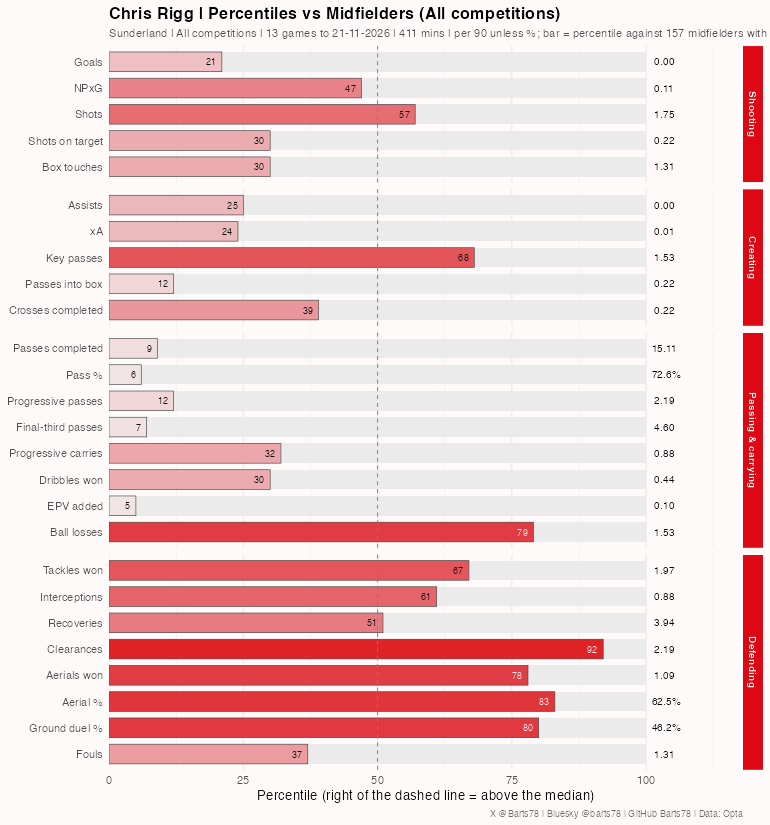 Chris Rigg | Percentiles vs Midfielders (All competitions)
Sunderland | All competitions | 13 games to 21-11-2026 | 411 mins | per 90 unless %; bar = percentile against 157 midfielders with
Goals 21 0.00
NPxG 47 0.11
Shots 57 1.75
Shots on target 30 0.22
Box touches 30 1.31
Shooting
Assists 25 0.00
xA 24 0.01
Key passes 68 1.53
Passes into box 12 0.22
Crosses completed 39 0.22
Creating
Passes completed 9 15.11
Pass % 6 72.6%
Progressive passes 12 2.19
Final-third passes 7 4.60
Progressive carries 32 0.88
Dribbles won 30 0.44
EPV added 5 0.10
Ball losses 79 1.53
Passing & carrying
Tackles won 67 1.97
Interceptions 61 0.88
Recoveries 51 3.94
Clearances 92 2.19
Aerials won 78 1.09
Aerial % 83 62.5%
Ground duel % 80 46.2%
Fouls 37 1.31
Defending
0 25 50 75 100
Percentile (right of the dashed line = above the median)
X @Barts78 | Bluesky @barts78 | GitHub Barts78 | Data: Opta